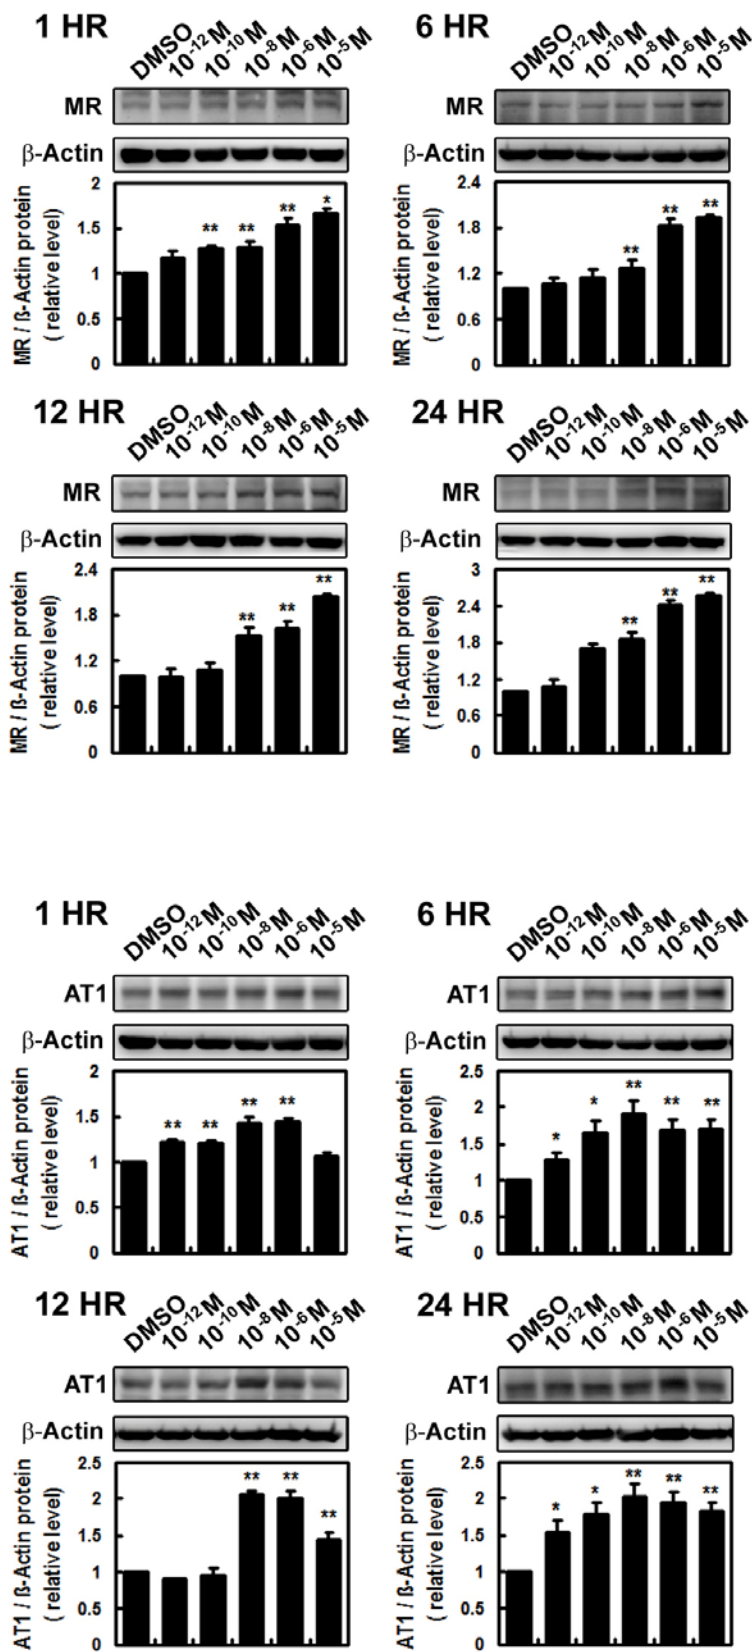 1 HR
DMSO 10⁻¹²M 10⁻¹⁰M 10⁻⁸M 10⁻⁶M 10⁻⁵M
MR
β-Actin
MR / ß-Actin protein
( relative level)
2
1.5
1
0.5
0
** ** ** *
6 HR
DMSO 10⁻¹²M 10⁻¹⁰M 10⁻⁸M 10⁻⁶M 10⁻⁵M
MR
β-Actin
MR / ß-Actin protein
( relative level)
2.4
1.8
1.2
0.6
0
** ** **
12 HR
DMSO 10⁻¹²M 10⁻¹⁰M 10⁻⁸M 10⁻⁶M 10⁻⁵M
MR
β-Actin
MR / ß-Actin protein
( relative level)
2.4
1.8
1.2
0.6
0
** ** **
24 HR
DMSO 10⁻¹²M 10⁻¹⁰M 10⁻⁸M 10⁻⁶M 10⁻⁵M
MR
β-Actin
MR / ß-Actin protein
( relative level)
3
2.4
1.8
1.2
0.6
0
** ** **
1 HR
DMSO 10⁻¹²M 10⁻¹⁰M 10⁻⁸M 10⁻⁶M 10⁻⁵M
AT1
β-Actin
AT1 / ß-Actin protein
( relative level)
2
1.5
1
0.5
0
** ** ** **
6 HR
DMSO 10⁻¹²M 10⁻¹⁰M 10⁻⁸M 10⁻⁶M 10⁻⁵M
AT1
β-Actin
AT1 / ß-Actin protein
( relative level)
2.5
2
1.5
1
0.5
0
* * ** ** **
12 HR
DMSO 10⁻¹²M 10⁻¹⁰M 10⁻⁸M 10⁻⁶M 10⁻⁵M
AT1
β-Actin
AT1 / ß-Actin protein
( relative level)
2.5
2
1.5
1
0.5
0
** ** **
24 HR
DMSO 10⁻¹²M 10⁻¹⁰M 10⁻⁸M 10⁻⁶M 10⁻⁵M
AT1
β-Actin
AT1 / ß-Actin protein
( relative level)
2.5
2
1.5
1
0.5
0
* * ** ** **